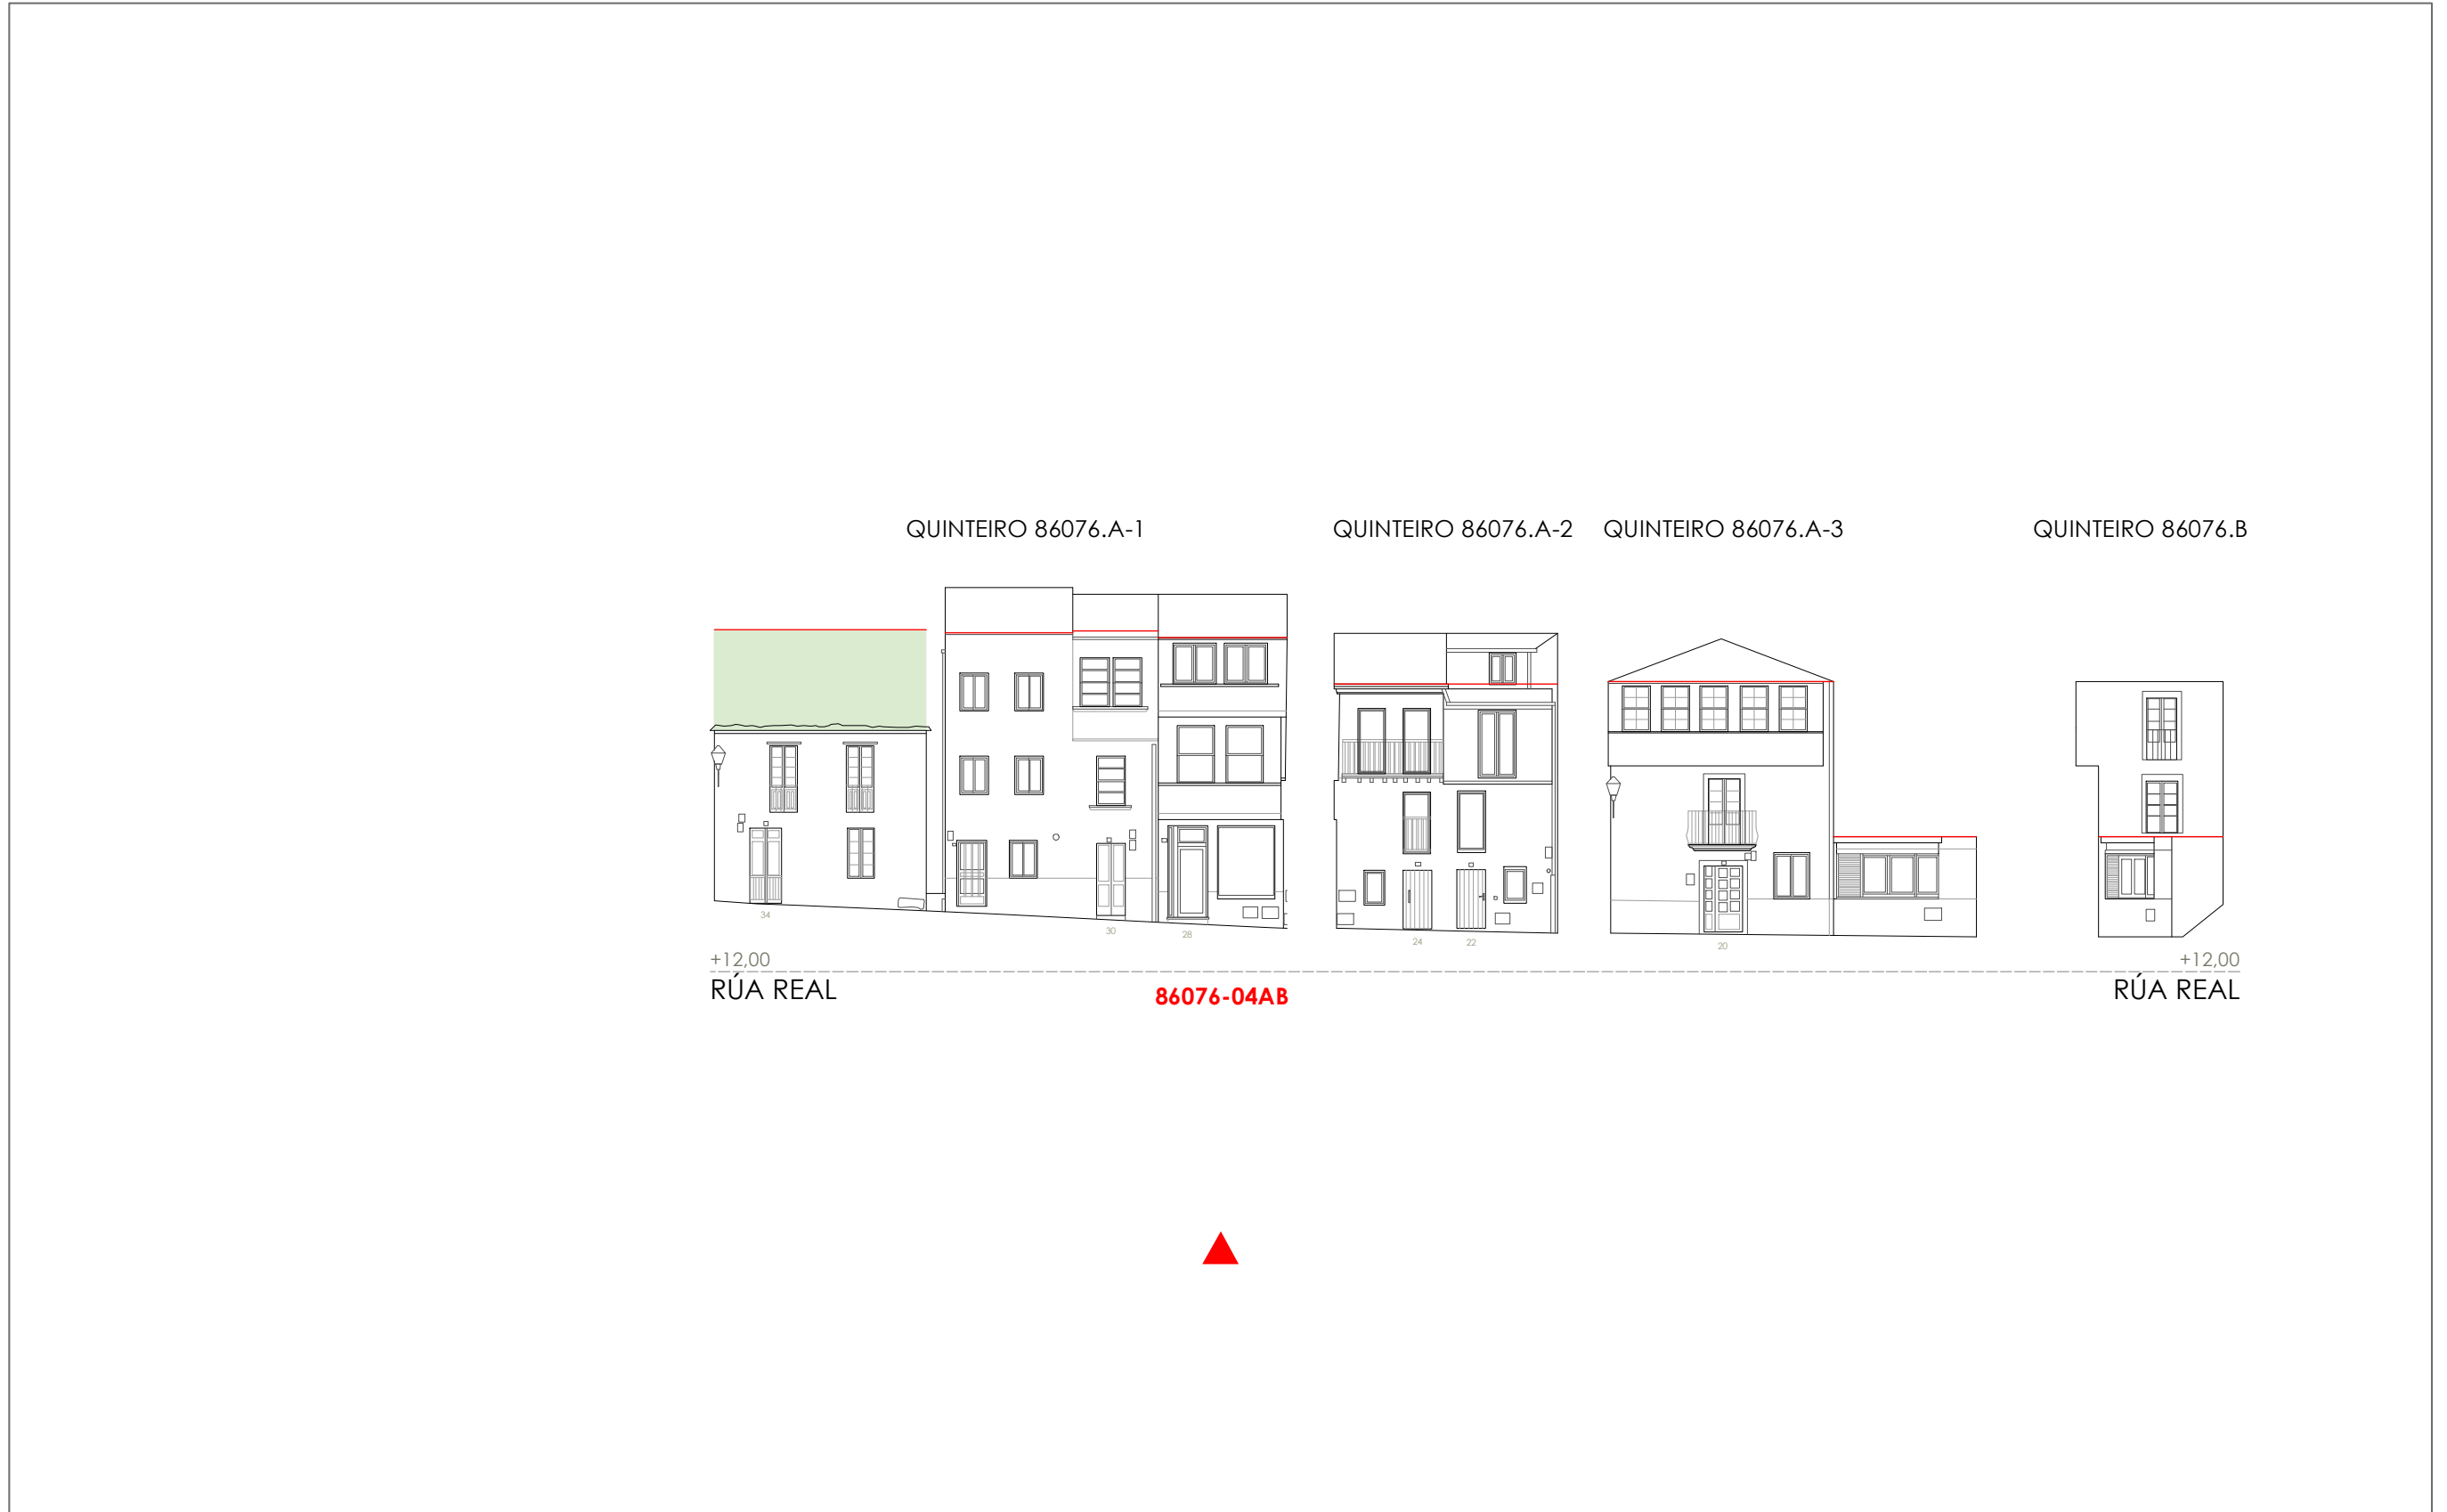 QUINTEIRO 86076.A-1
QUINTEIRO 86076.A-2
QUINTEIRO 86076.A-3
QUINTEIRO 86076.B
34
30
28
24
22
20
+12,00
+12,00
RÚA REAL
86076-04AB
RÚA REAL